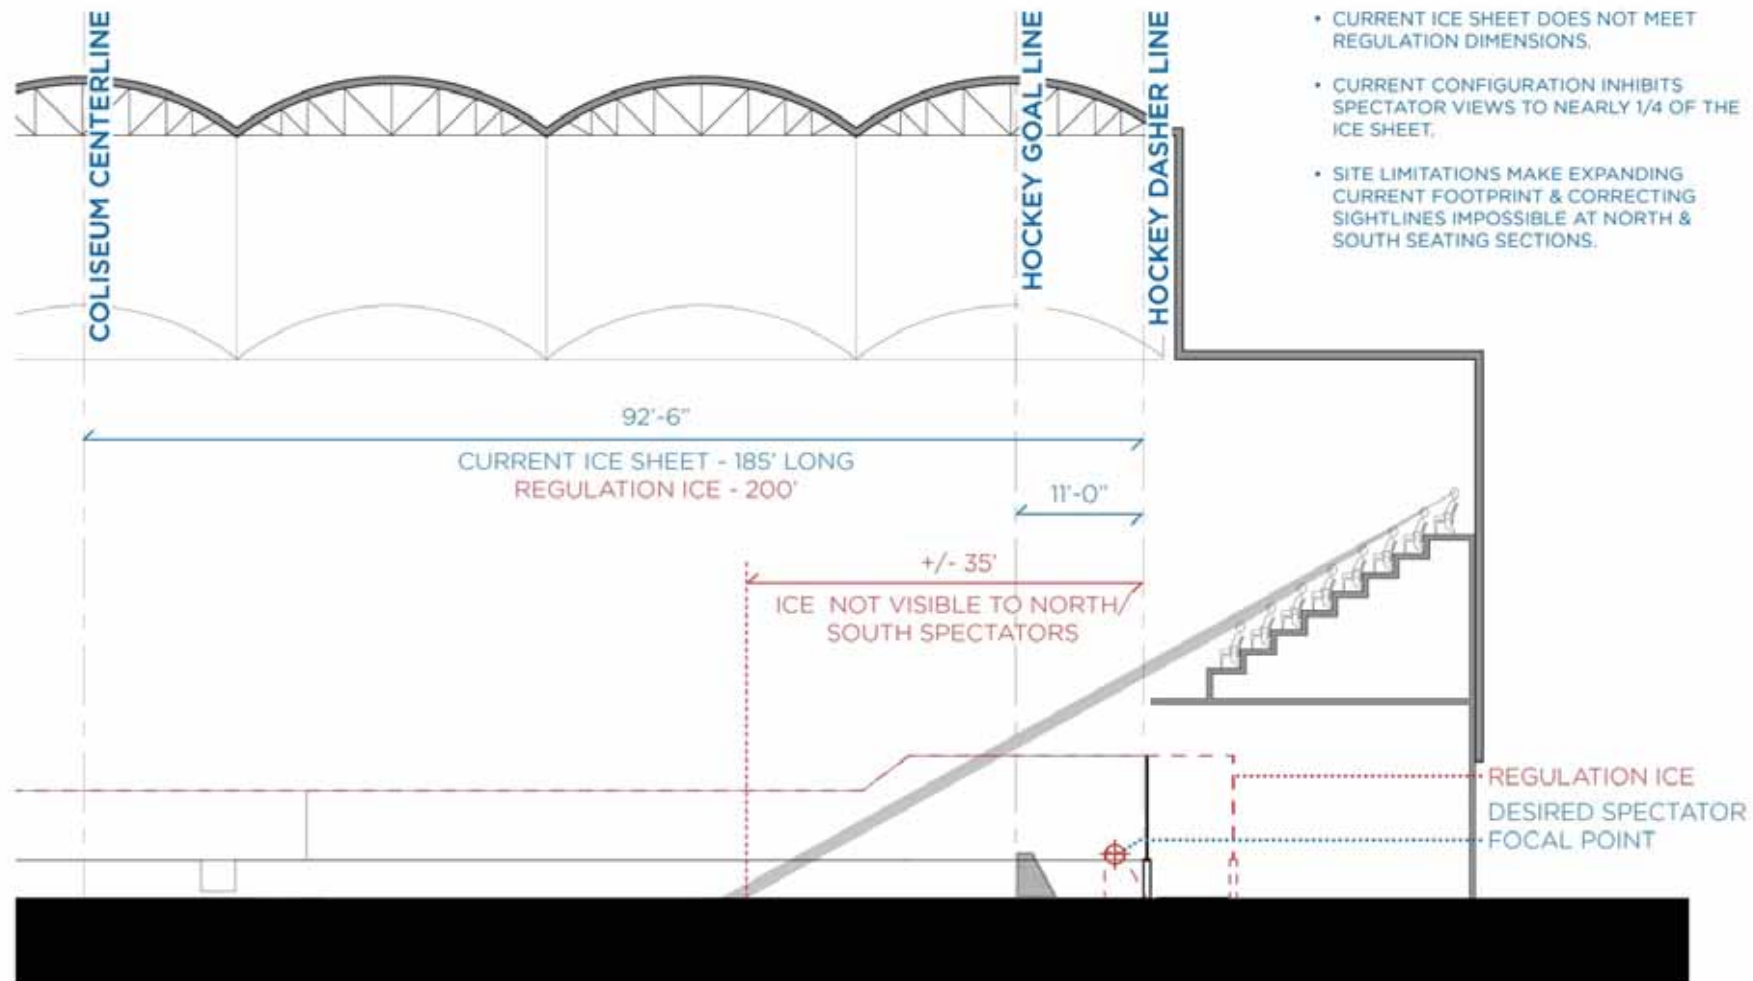 COLISEUM CENTERLINE
HOCKEY GOAL LINE
HOCKEY DASHER LINE
• CURRENT ICE SHEET DOES NOT MEET
REGULATION DIMENSIONS.
• CURRENT CONFIGURATION INHIBITS
SPECTATOR VIEWS TO NEARLY 1/4 OF THE
ICE SHEET.
• SITE LIMITATIONS MAKE EXPANDING
CURRENT FOOTPRINT & CORRECTING
SIGHTLINES IMPOSSIBLE AT NORTH &
SOUTH SEATING SECTIONS.
92'-6"
CURRENT ICE SHEET - 185' LONG
REGULATION ICE - 200'
11'-0"
+/- 35'
ICE NOT VISIBLE TO NORTH/
SOUTH SPECTATORS
REGULATION ICE
DESIRED SPECTATOR
FOCAL POINT